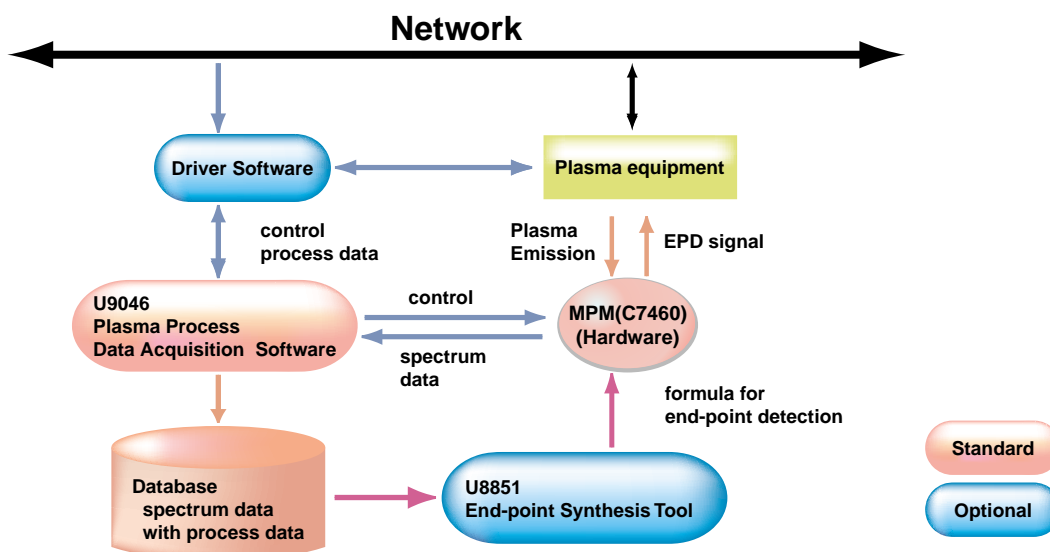 Network
Driver Software
Plasma equipment
control
process data
Plasma
Emission
EPD signal
U9046
Plasma Process
Data Acquisition Software
control
spectrum
data
MPM(C7460)
(Hardware)
formula for
end-point detection
Database
spectrum data
with process data
U8851
End-point Synthesis Tool
Standard
Optional